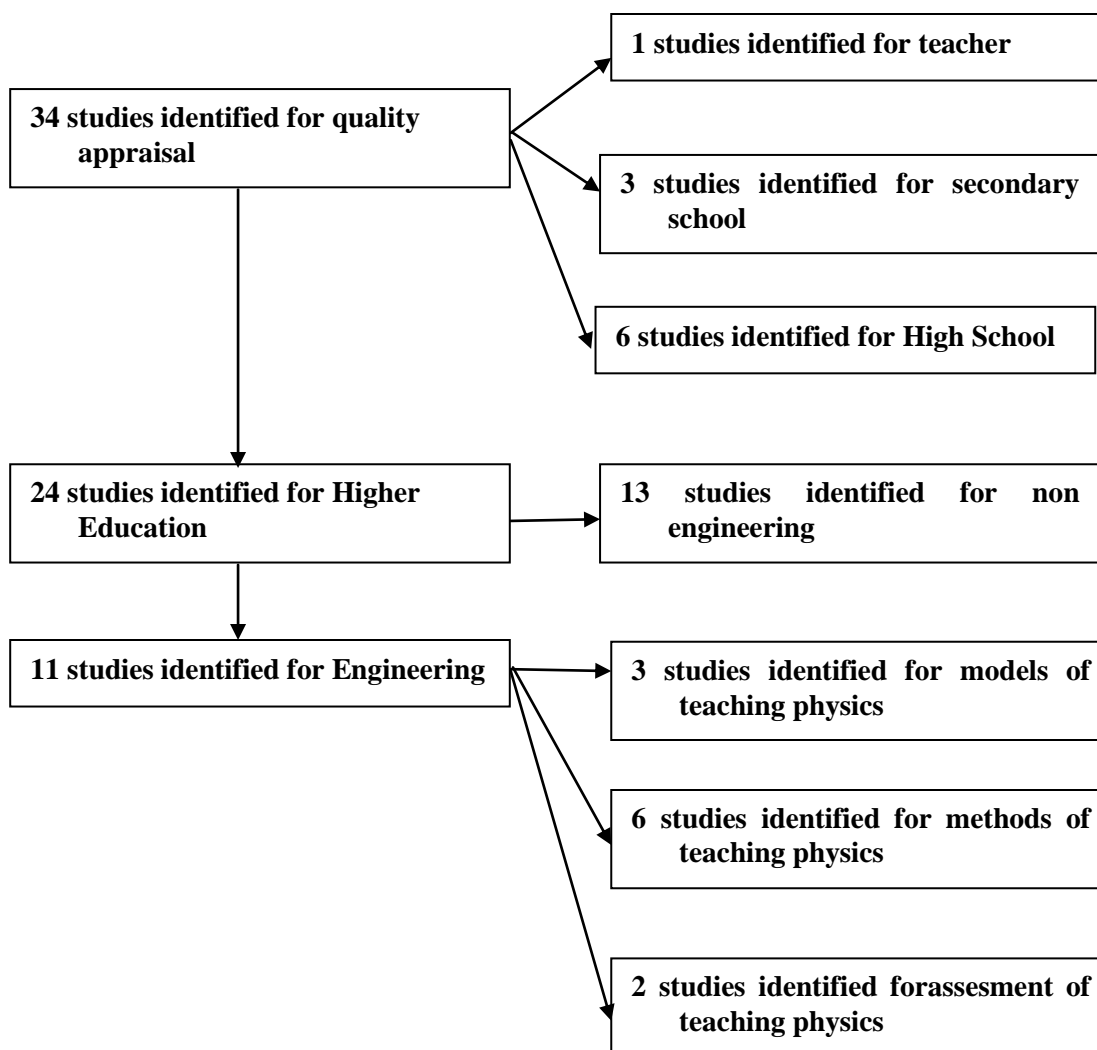 1 studies identified for teacher
34 studies identified for quality
appraisal
3 studies identified for secondary
school
6 studies identified for High School
24 studies identified for Higher
Education
13 studies identified for non
engineering
11 studies identified for Engineering
3 studies identified for models of
teaching physics
6 studies identified for methods of
teaching physics
2 studies identified forassesment of
teaching physics